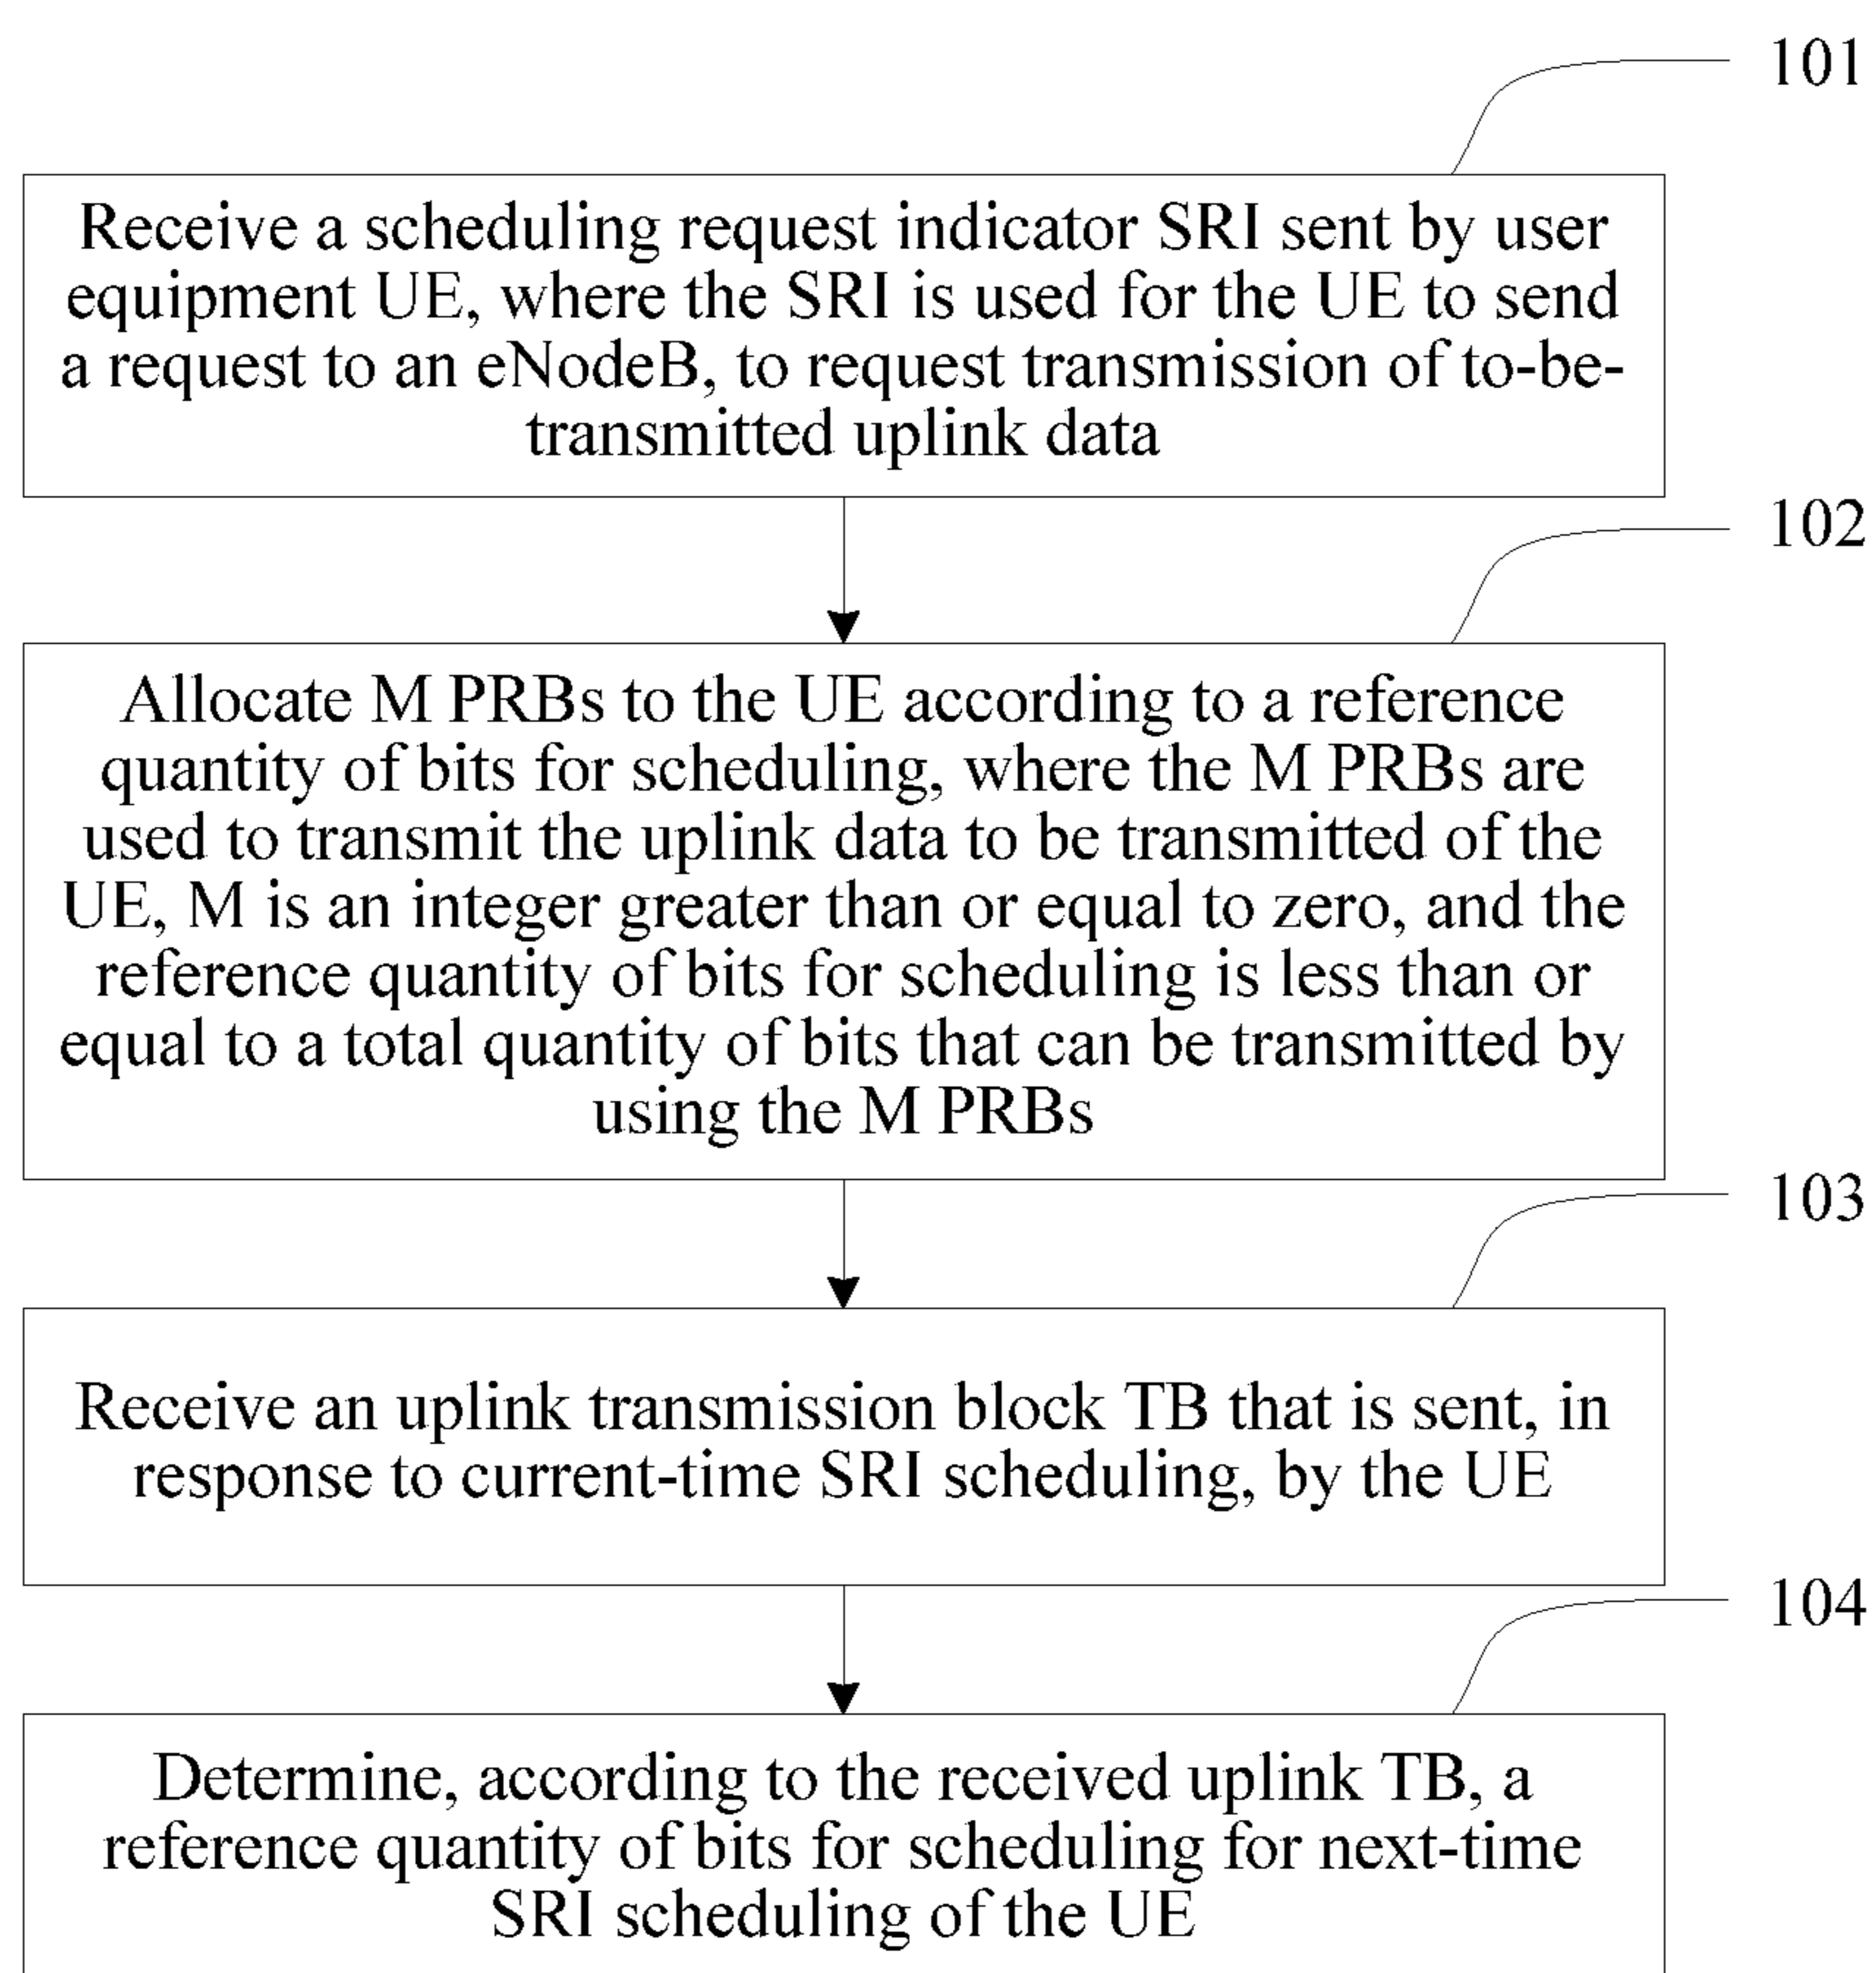 101
Receive a scheduling request indicator SRI sent by user
equipment UE, where the SRI is used for the UE to send
a request to an eNodeB, to request transmission of to-be-
transmitted uplink data
102
Allocate M PRBs to the UE according to a reference
quantity of bits for scheduling, where the M PRBs are
used to transmit the uplink data to be transmitted of the
UE, M is an integer greater than or equal to zero, and the
reference quantity of bits for scheduling is less than or
equal to a total quantity of bits that can be transmitted by
using the M PRBs
103
Receive an uplink transmission block TB that is sent, in
response to current-time SRI scheduling, by the UE
104
Determine, according to the received uplink TB, a
reference quantity of bits for scheduling for next-time
SRI scheduling of the UE